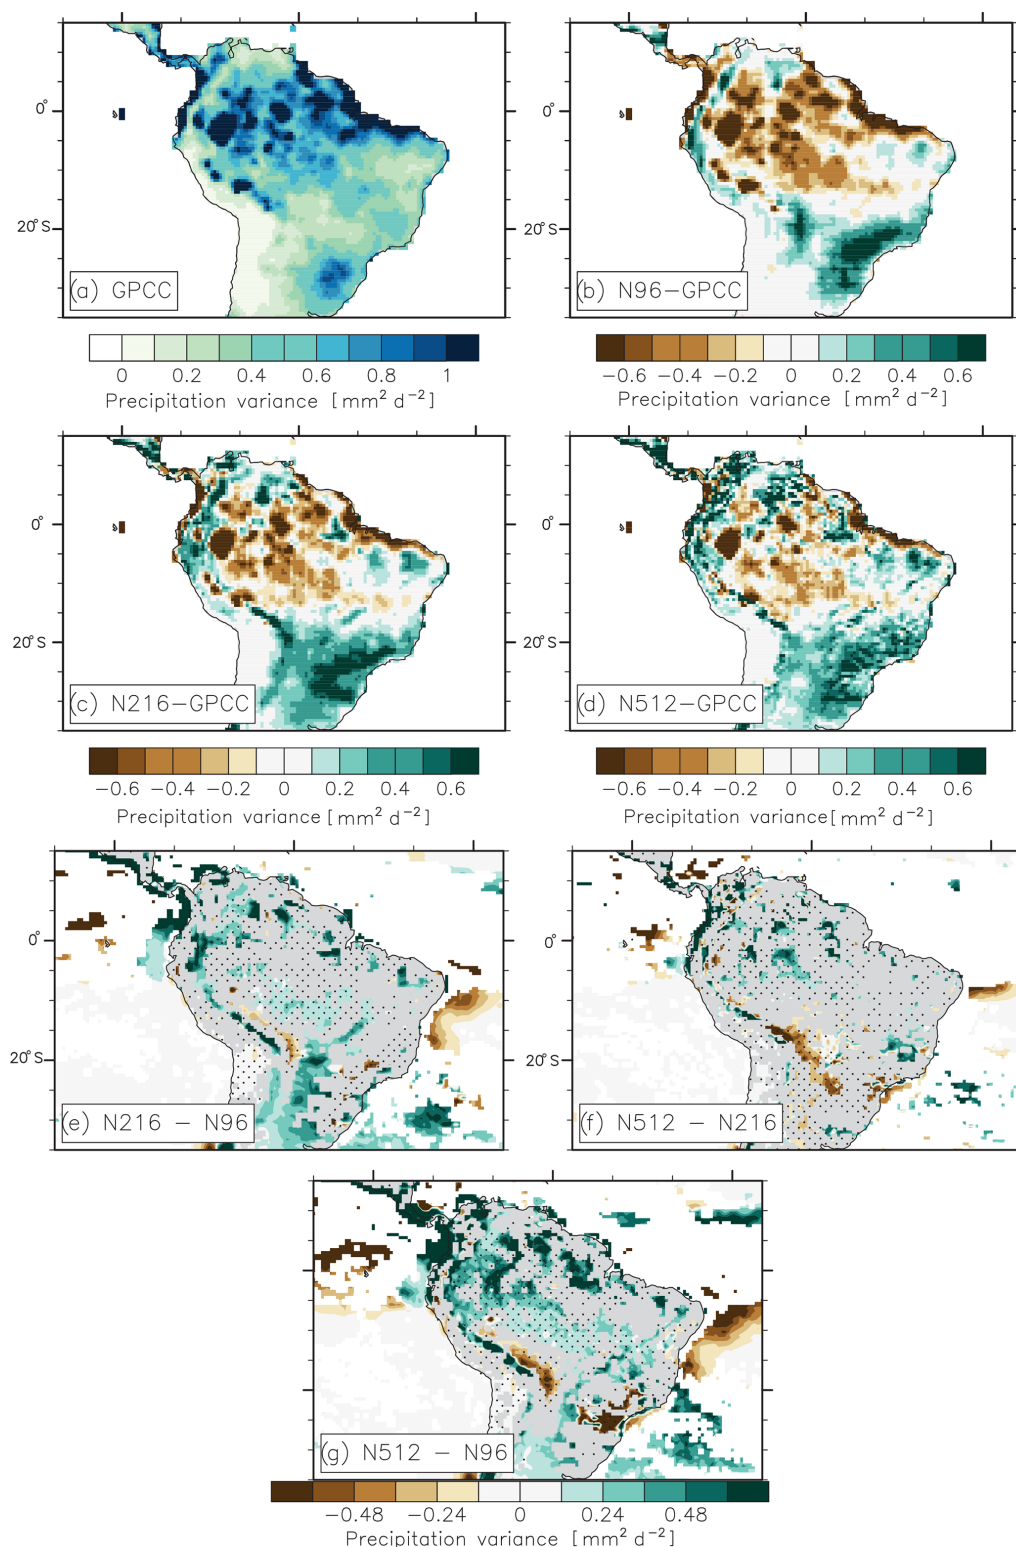 0°
20°S
(a) GPCC
0 0.2 0.4 0.6 0.8 1
Precipitation variance [mm² d⁻²]
0°
20°S
(b) N96−GPCC
−0.6 −0.4 −0.2 0 0.2 0.4 0.6
Precipitation variance [mm² d⁻²]
0°
20°S
(c) N216−GPCC
−0.6 −0.4 −0.2 0 0.2 0.4 0.6
Precipitation variance[mm² d⁻²]
0°
20°S
(d) N512−GPCC
−0.6 −0.4 −0.2 0 0.2 0.4 0.6
Precipitation variance[mm² d⁻²]
0°
20°S
(e) N216 − N96
0°
20°S
(f) N512 − N216
(g) N512 − N96
−0.48 −0.24 0 0.24 0.48
Precipitation variance [mm² d⁻²]